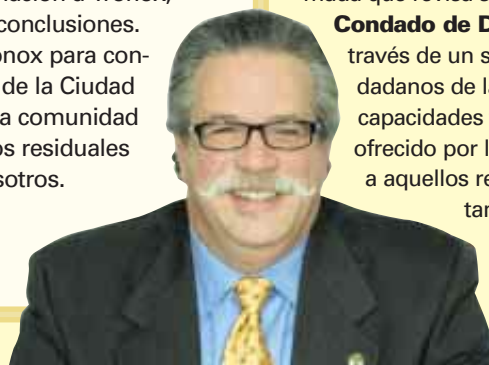 conclusiones.
onox para con-
de la Ciudad
a comunidad
os residuales
sotros.
Condado de D
través de un s
dadanos de la
capacidades
ofrecido por l
a aquellos re
tar